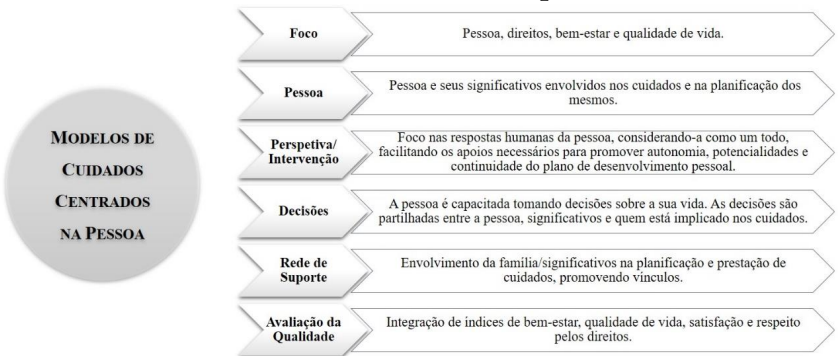 MODELOS DE
CUIDADOS
CENTRADOS
NA PESSOA
Foco
Pessoa, direitos, bem-estar e qualidade de vida.
Pessoa
Pessoa e seus significativos envolvidos nos cuidados e na planificação dos
mesmos.
Perspetiva/
Intervenção
Foco nas respostas humanas da pessoa, considerando-a como um todo,
facilitando os apoios necessários para promover autonomia, potencialidades e
continuidade do plano de desenvolvimento pessoal.
Decisões
A pessoa é capacitada tomando decisões sobre a sua vida. As decisões são
partilhadas entre a pessoa, significativos e quem está implicado nos cuidados.
Rede de
Suporte
Envolvimento da família/significativos na planificação e prestação de
cuidados, promovendo vínculos.
Avaliação da
Qualidade
Integração de índices de bem-estar, qualidade de vida, satisfação e respeito
pelos direitos.